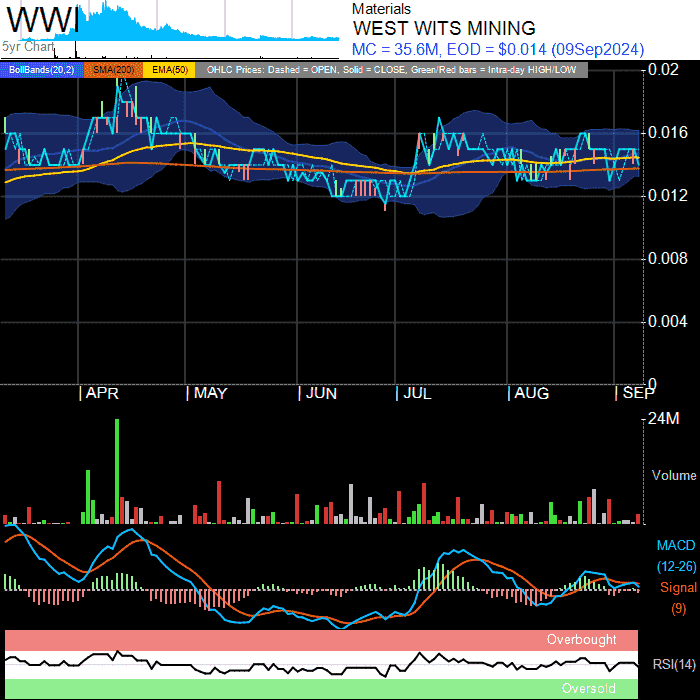 WWI
5yr Chart
Materials
WEST WITS MINING
MC = 35.6M, EOD = $0.014 (09Sep2024)
BollBands(20,2) SMA(200) EMA(50) OHLC Prices: Dashed = OPEN, Solid = CLOSE, Green/Red bars = Intra-day HIGH/LOW
0.02
0.016
0.012
0.008
0.004
0
APR MAY JUN JUL AUG SEP
24M
Volume
MACD
(12-26)
Signal
(9)
Overbought
RSI(14)
Oversold